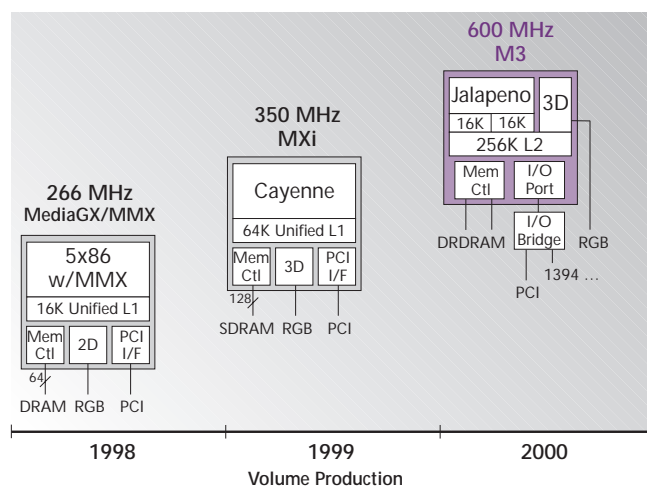 600 MHz
M3
Jalapeno
3D
16K
16K
256K L2
Mem
Ctl
I/O
Port
DRDRAM
I/O
Bridge
RGB
1394 ...
PCI
350 MHz
MXi
Cayenne
64K Unified L1
Mem
Ctl
3D
PCI
I/F
128
SDRAM
RGB
PCI
266 MHz
MediaGX/MMX
5x86
w/MMX
16K Unified L1
Mem
Ctl
2D
PCI
I/F
64
DRAM
RGB
PCI
1998
1999
2000
Volume Production